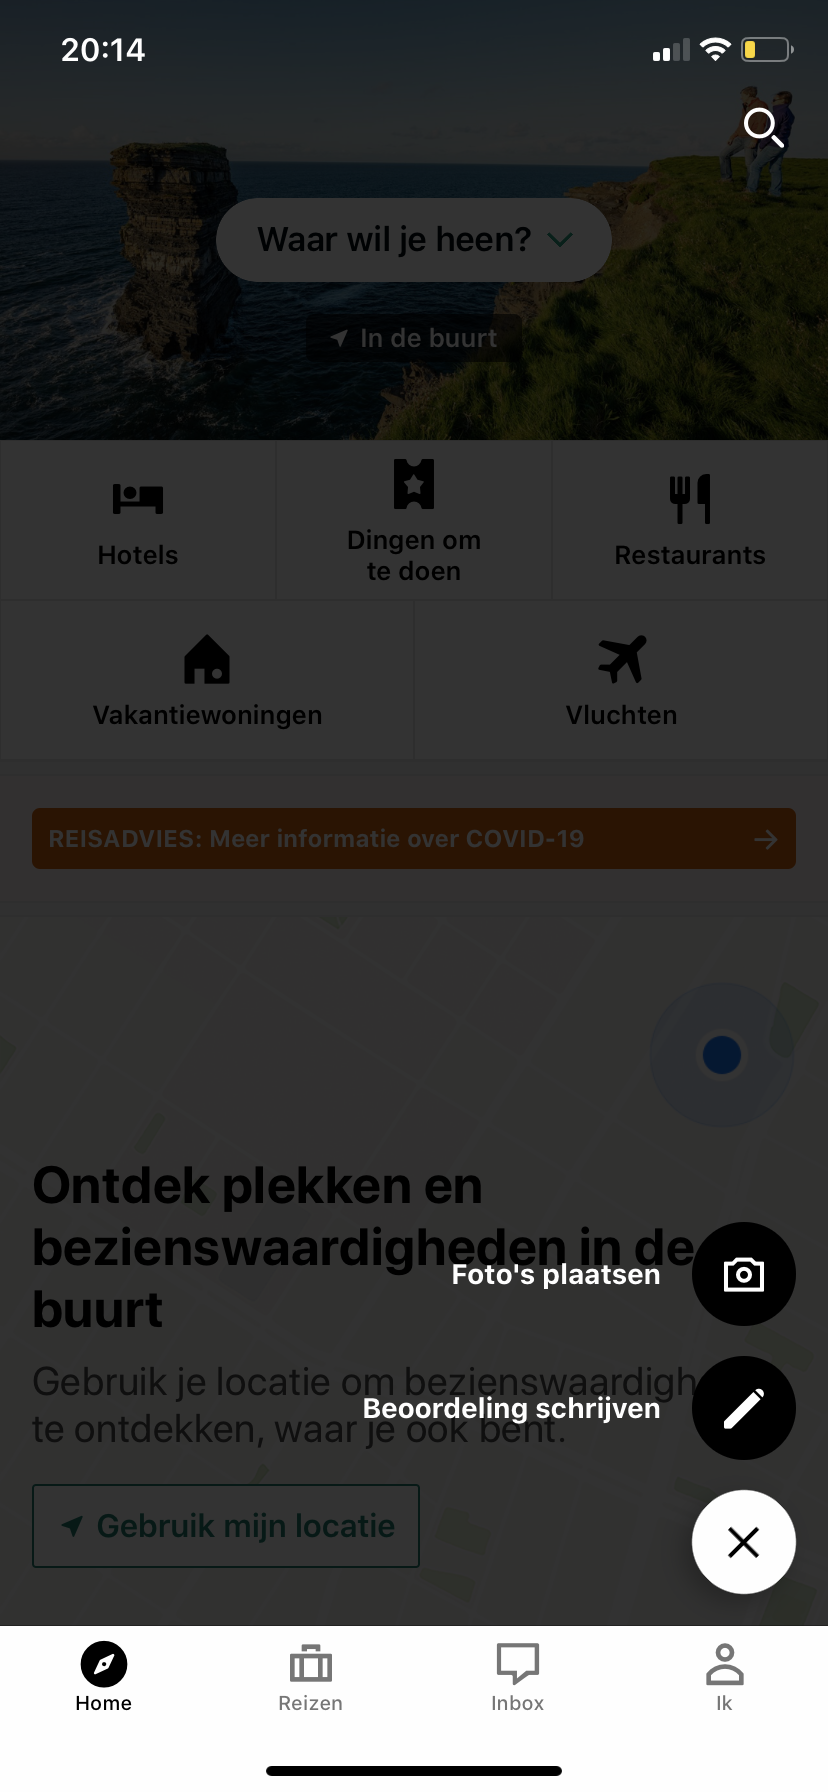 20:14
Waar wil je heen?
In de buurt
Hotels
Dingen om
te doen
Restaurants
Vakantiewoningen
Vluchten
REISADVIES: Meer informatie over COVID-19
Ontdek plekken en
bezienswaardigheden in de
buurt
Foto's plaatsen
Gebruik je locatie om
te ontdekken, waar je ook bent.
Beoordeling schrijven
Gebruik mijn locatie
Home
Reizen
Inbox
Ik